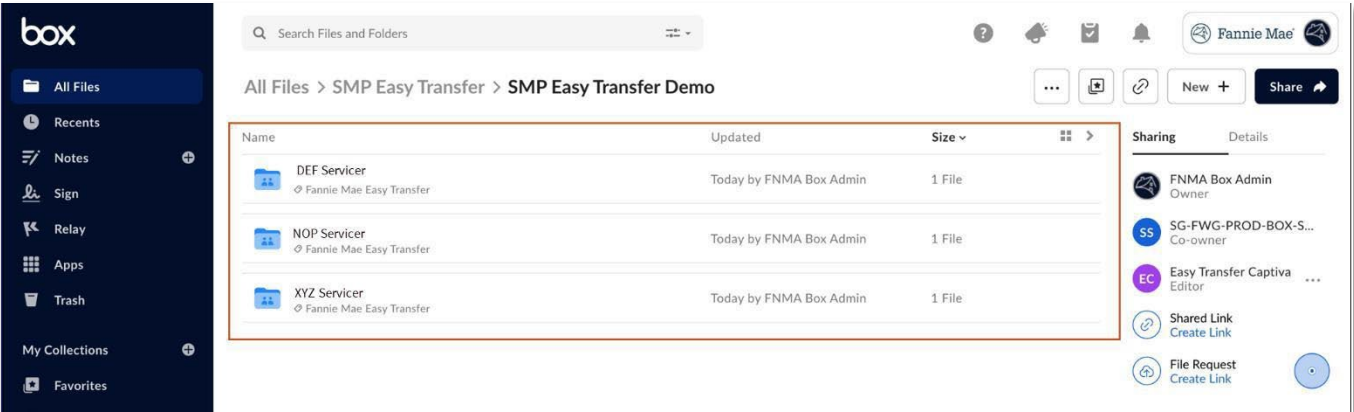 box
Search Files and Folders
Fannie Mae
All Files
Recents
Notes
Sign
Relay
Apps
Trash
My Collections
Favorites
All Files > SMP Easy Transfer > SMP Easy Transfer Demo
New +
Share
Name Updated Size
DEF Servicer Today by FNMA Box Admin 1 File
Fannie Mae Easy Transfer
NOP Servicer Today by FNMA Box Admin 1 File
Fannie Mae Easy Transfer
XYZ Servicer Today by FNMA Box Admin 1 File
Fannie Mae Easy Transfer
Sharing Details
FNMA Box Admin
Owner
SS
SG-FWG-PROD-BOX-S...
Co-owner
EC
Easy Transfer Captiva
Editor
Shared Link
Create Link
File Request
Create Link